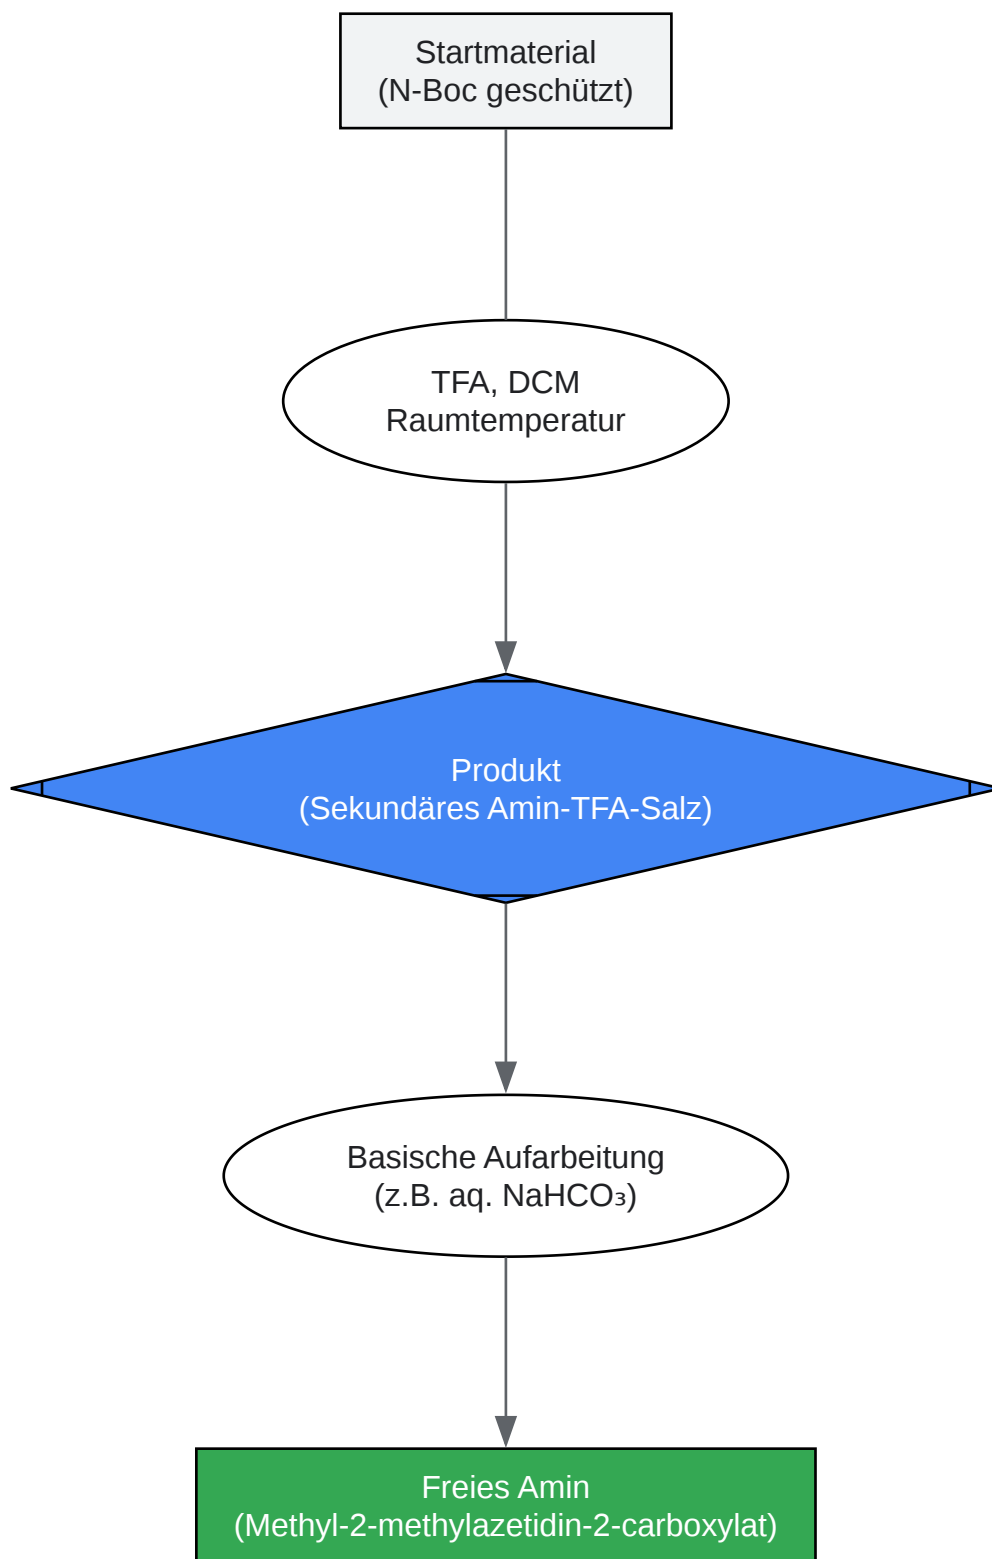 Startmaterial
(N-Boc geschützt)
TFA, DCM
Raumtemperatur
Produkt
(Sekundäres Amin-TFA-Salz)
Basische Aufarbeitung
(z.B. aq. NaHCO₃)
Freies Amin
(Methyl-2-methylazetidin-2-carboxylat)